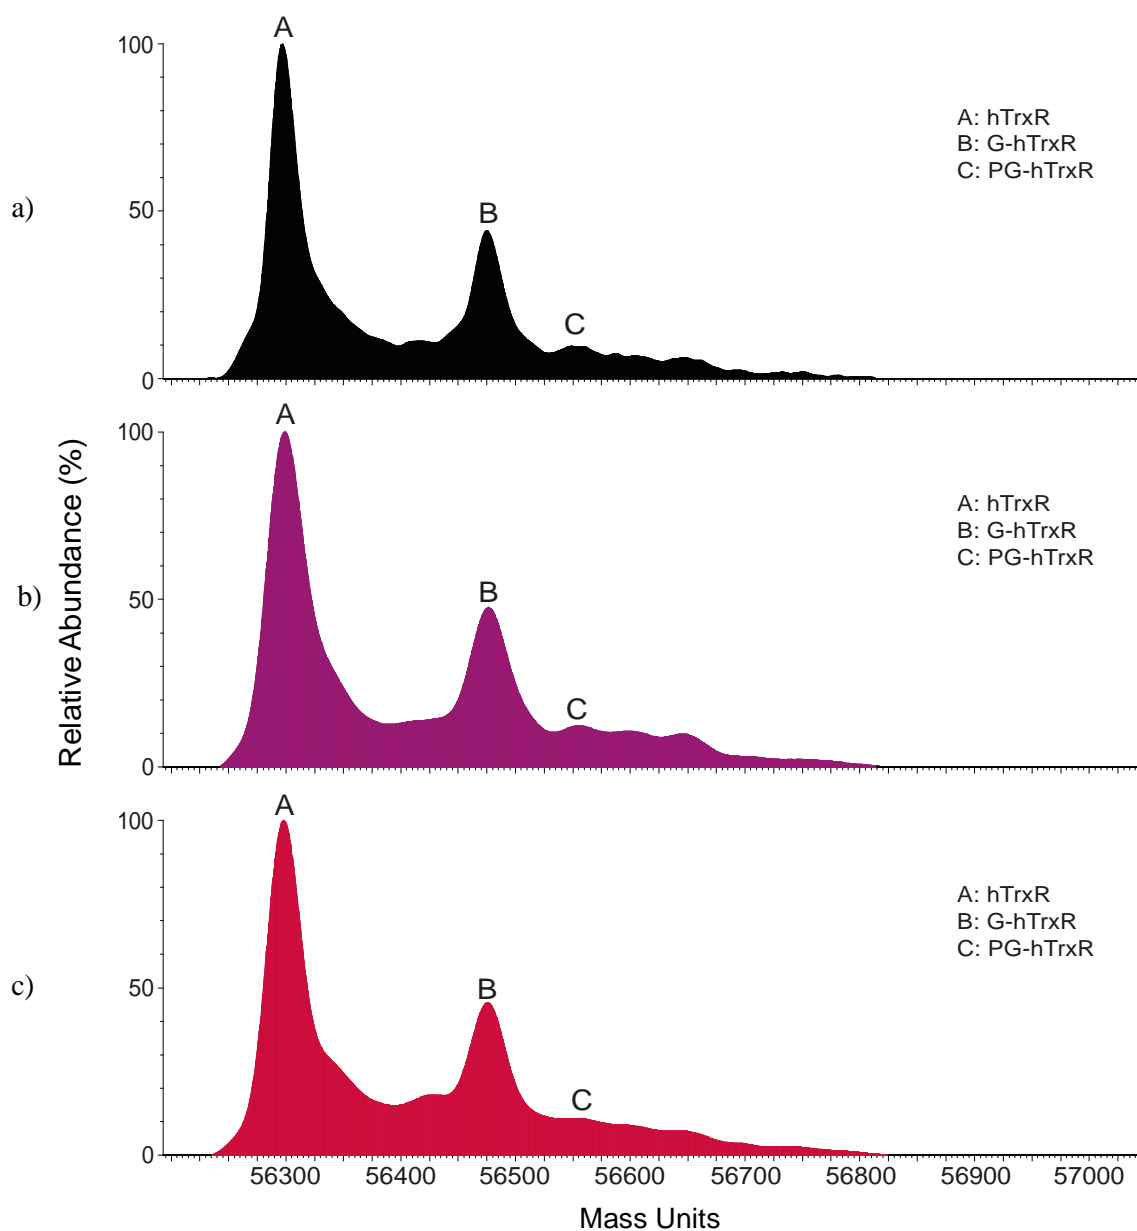 A
100
B
50
C
0
a)
A: hTrxR
B: G-hTrxR
C: PG-hTrxR
A
100
B
50
C
0
b)
A: hTrxR
B: G-hTrxR
C: PG-hTrxR
Relative Abundance (%)
A
100
B
50
C
0
c)
A: hTrxR
B: G-hTrxR
C: PG-hTrxR
56300 56400 56500 56600 56700 56800 56900 57000
Mass Units